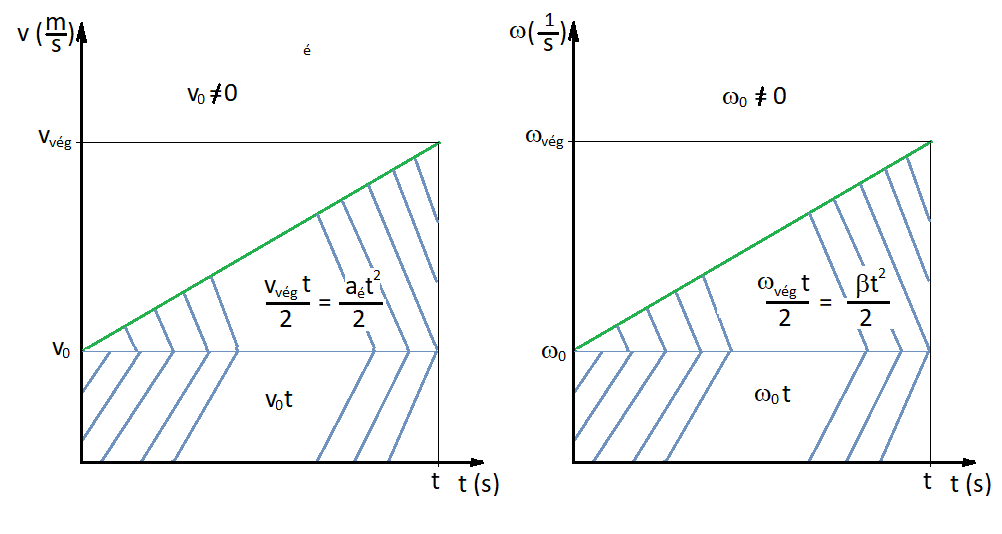 v (m/s)
é
v₀ ≠ 0
v_vég
(v_vég t)/2 = (a_é t²)/2
v₀
v₀t
t t (s)
ω (1/s)
ω₀ ≠ 0
ω_vég
(ω_vég t)/2 = (βt²)/2
ω₀
ω₀ t
t t (s)